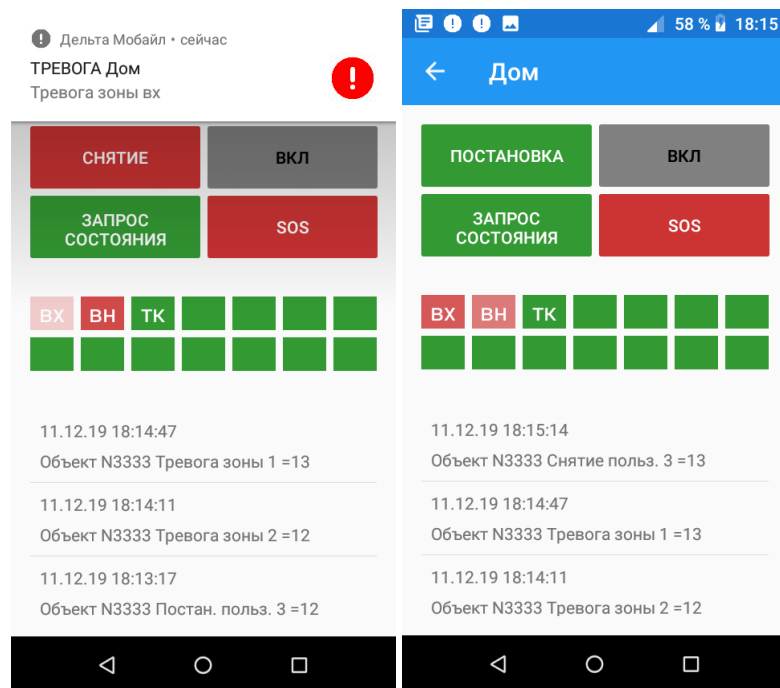 Дельта Мобайл • сейчас
ТРЕВОГА Дом
Тревога зоны вх
СНЯТИЕ
ВКЛ
ЗАПРОС
СОСТОЯНИЯ
SOS
ВХ ВН ТК
11.12.19 18:14:47
Объект N3333 Тревога зоны 1 =13
11.12.19 18:14:11
Объект N3333 Тревога зоны 2 =12
11.12.19 18:13:17
Объект N3333 Постан. польз. 3 =12
58 % 18:15
Дом
ПОСТАНОВКА
ВКЛ
ЗАПРОС
СОСТОЯНИЯ
SOS
ВХ ВН ТК
11.12.19 18:15:14
Объект N3333 Снятие польз. 3 =13
11.12.19 18:14:47
Объект N3333 Тревога зоны 1 =13
11.12.19 18:14:11
Объект N3333 Тревога зоны 2 =12